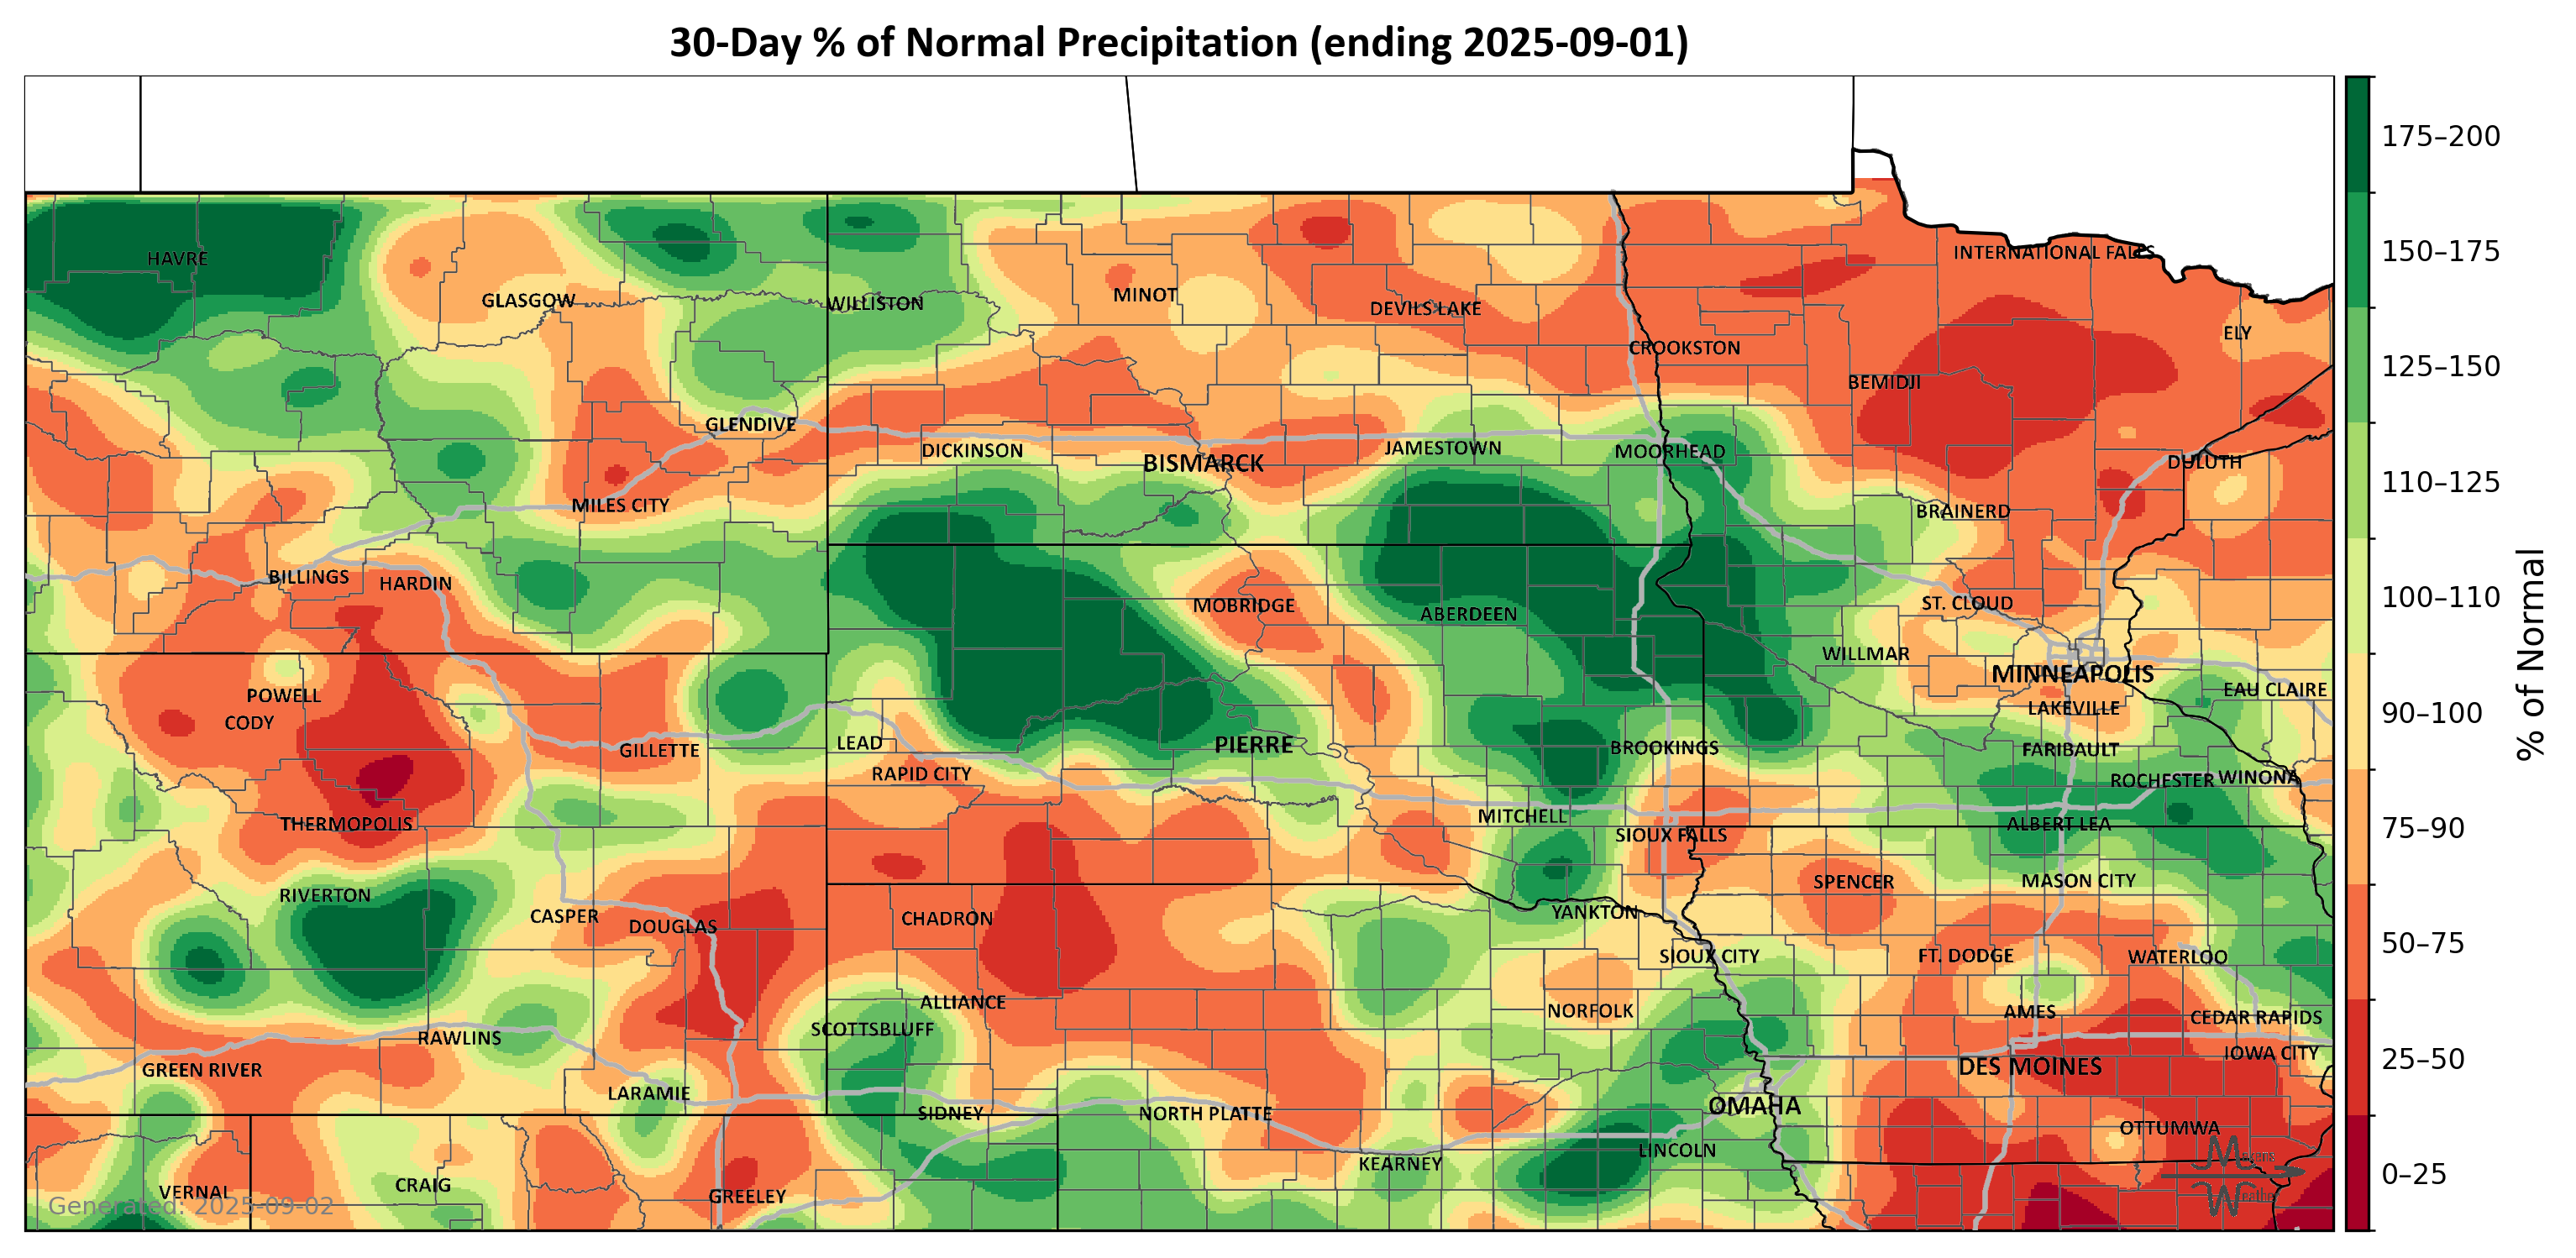 30-Day % of Normal Precipitation (ending 2025-09-01)
175–200
HAVRE
INTERNATIONAL FALLS
150–175
GLASGOW
WILLISTON
MINOT
DEVILS LAKE
ELY
CROOKSTON
125–150
BEMIDJI
GLENDIVE
DICKINSON
BISMARCK
JAMESTOWN
MOORHEAD
DULUTH
110–125
MILES CITY
BRAINERD
BILLINGS
HARDIN
MOBRIDGE
ABERDEEN
ST. CLOUD
100–110
WILLMAR
MINNEAPOLIS
% of Normal
POWELL
EAU CLAIRE
CODY
LAKEVILLE
90–100
GILLETTE
LEAD
PIERRE
BROOKINGS
FARIBAULT
RAPID CITY
ROCHESTER
WINONA
THERMOPOLIS
MITCHELL
SIOUX FALLS
ALBERT LEA
75–90
RIVERTON
SPENCER
MASON CITY
CASPER
DOUGLAS
CHADRON
YANKTON
SIOUX CITY
FT. DODGE
WATERLOO
50–75
ALLIANCE
NORFOLK
AMES
CEDAR RAPIDS
SCOTTSBLUFF
RAWLINS
GREEN RIVER
DES MOINES
IOWA CITY
25–50
LARAMIE
SIDNEY
NORTH PLATTE
OMAHA
OTTUMWA
KEARNEY
LINCOLN
Mavens
0–25
VERNAL
CRAIG
GREELEY
Weather
Generated: 2025-09-02